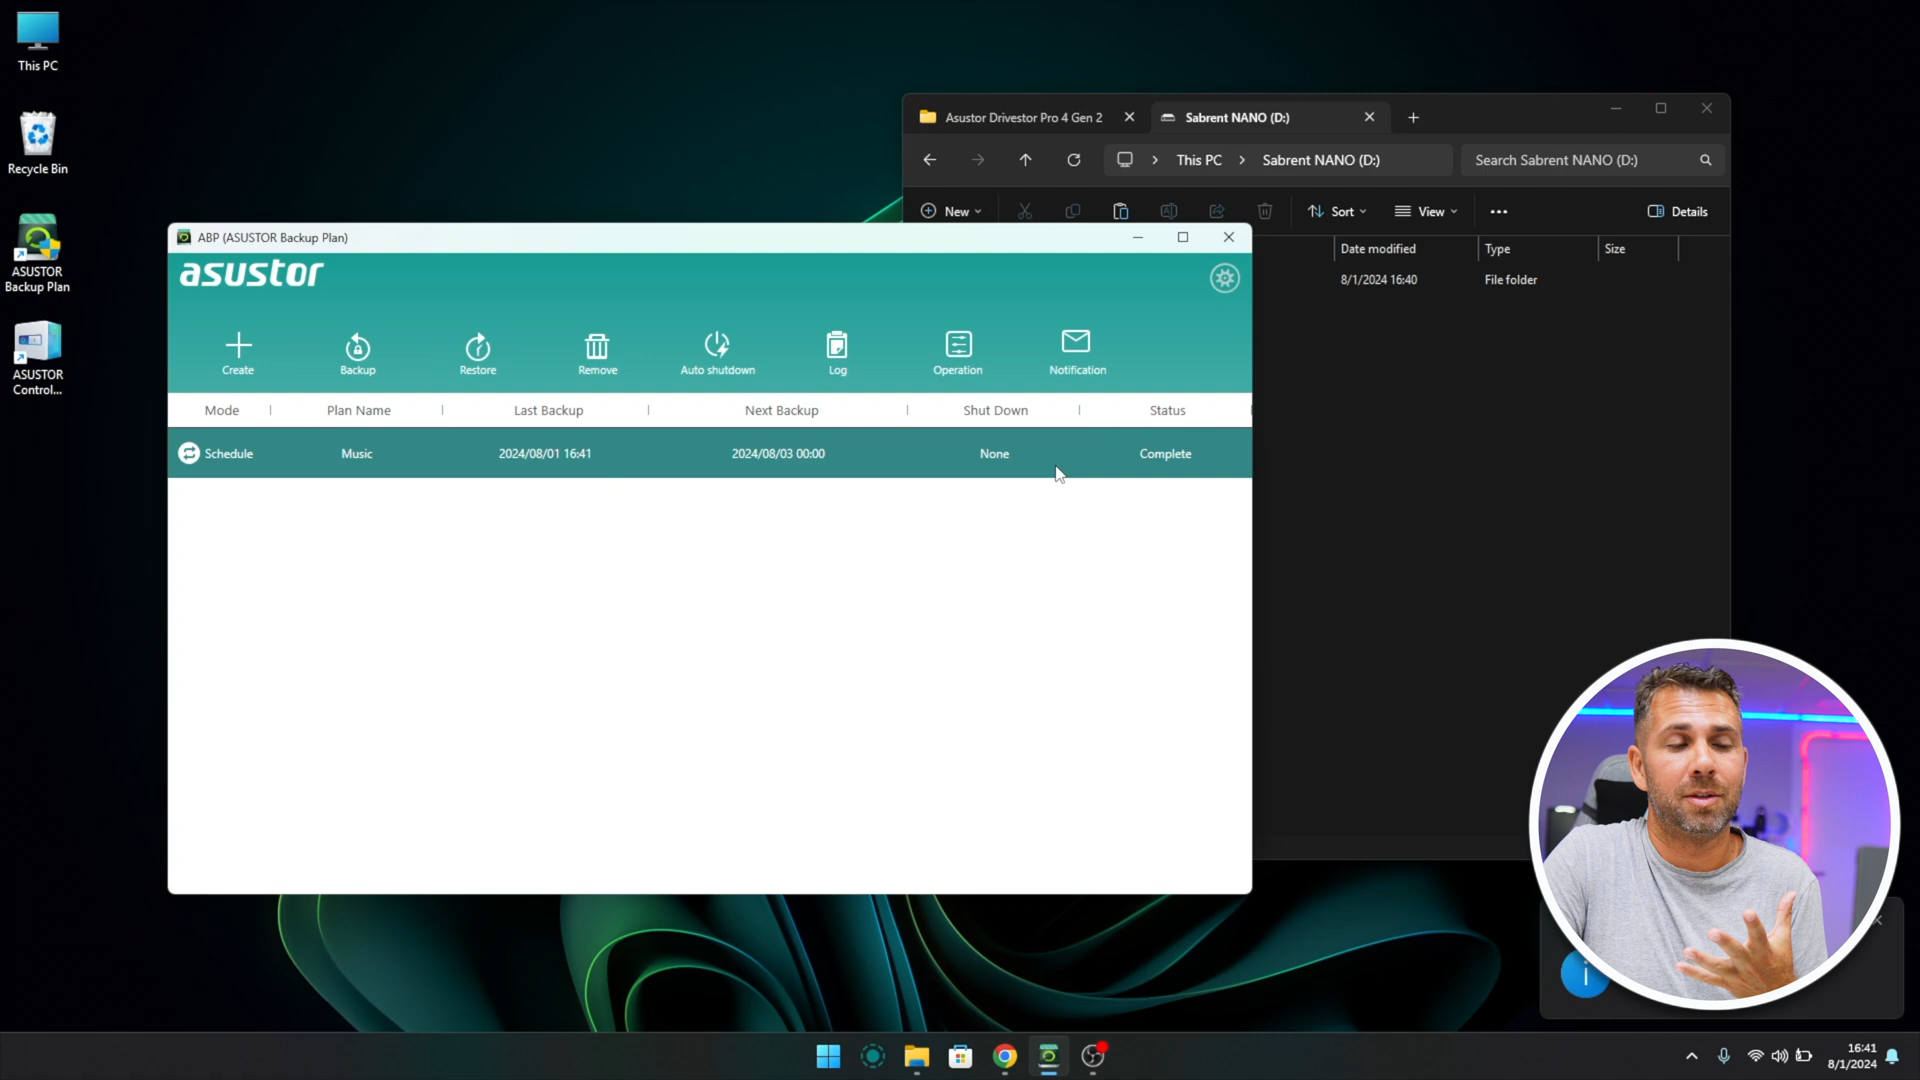 This PC
Recycle Bin
ASUSTOR
Backup Plan
ASUSTOR
Control...
Asustor Drivestor Pro 4 Gen 2
Sabrent NANO (D:)
This PC
Sabrent NANO (D:)
Search Sabrent NANO (D:)
New
Sort
View
Details
Date modified
Type
Size
8/1/2024 16:40
File folder
ABP (ASUSTOR Backup Plan)
asustor
Create
Backup
Restore
Remove
Auto shutdown
Log
Operation
Notification
Mode
Plan Name
Last Backup
Next Backup
Shut Down
Status
Schedule
Music
2024/08/01 16:41
2024/08/03 00:00
None
Complete
16:41
8/1/2024